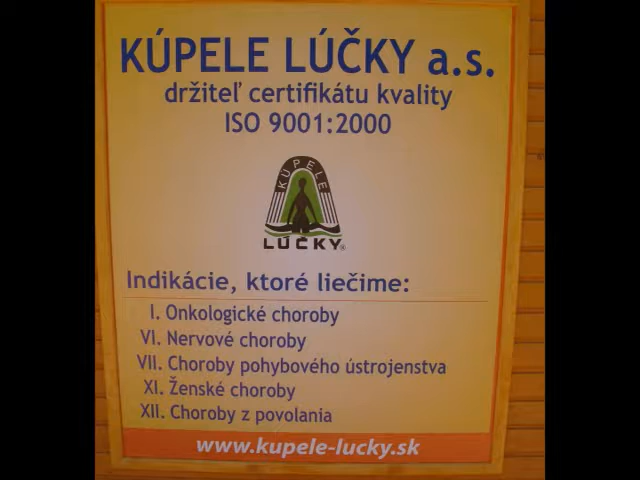 KÚPELE LÚČKY a.s.
držiteľ certifikátu kvality
ISO 9001:2000
KÚPELE
LÚČKY®
Indikácie, ktoré liečime:
I. Onkologické choroby
VI. Nervové choroby
VII. Choroby pohybového ústrojenstva
XI. Ženské choroby
XII. Choroby z povolania
www.kupele-lucky.sk